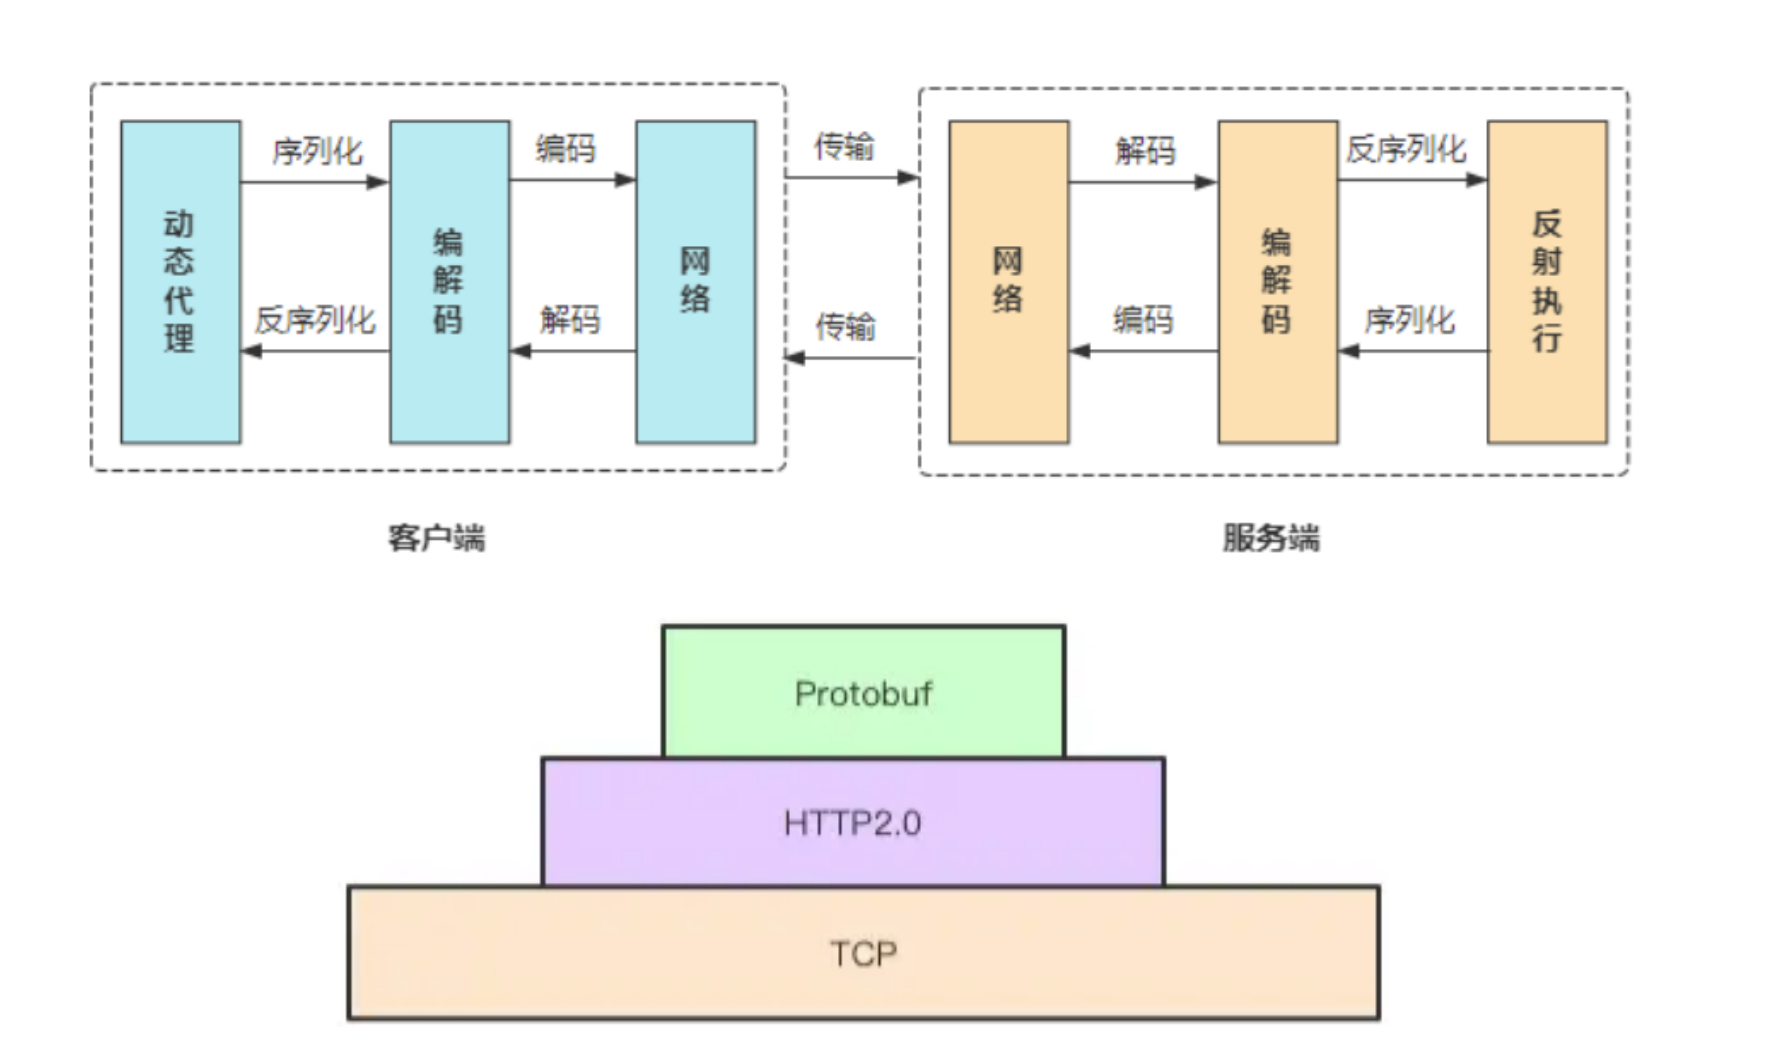 序列化
编码
传输
解码
反序列化
动态代理
编解码
网络
网络
编解码
反射执行
反序列化
解码
传输
编码
序列化
客户端
服务端
Protobuf
HTTP2.0
TCP